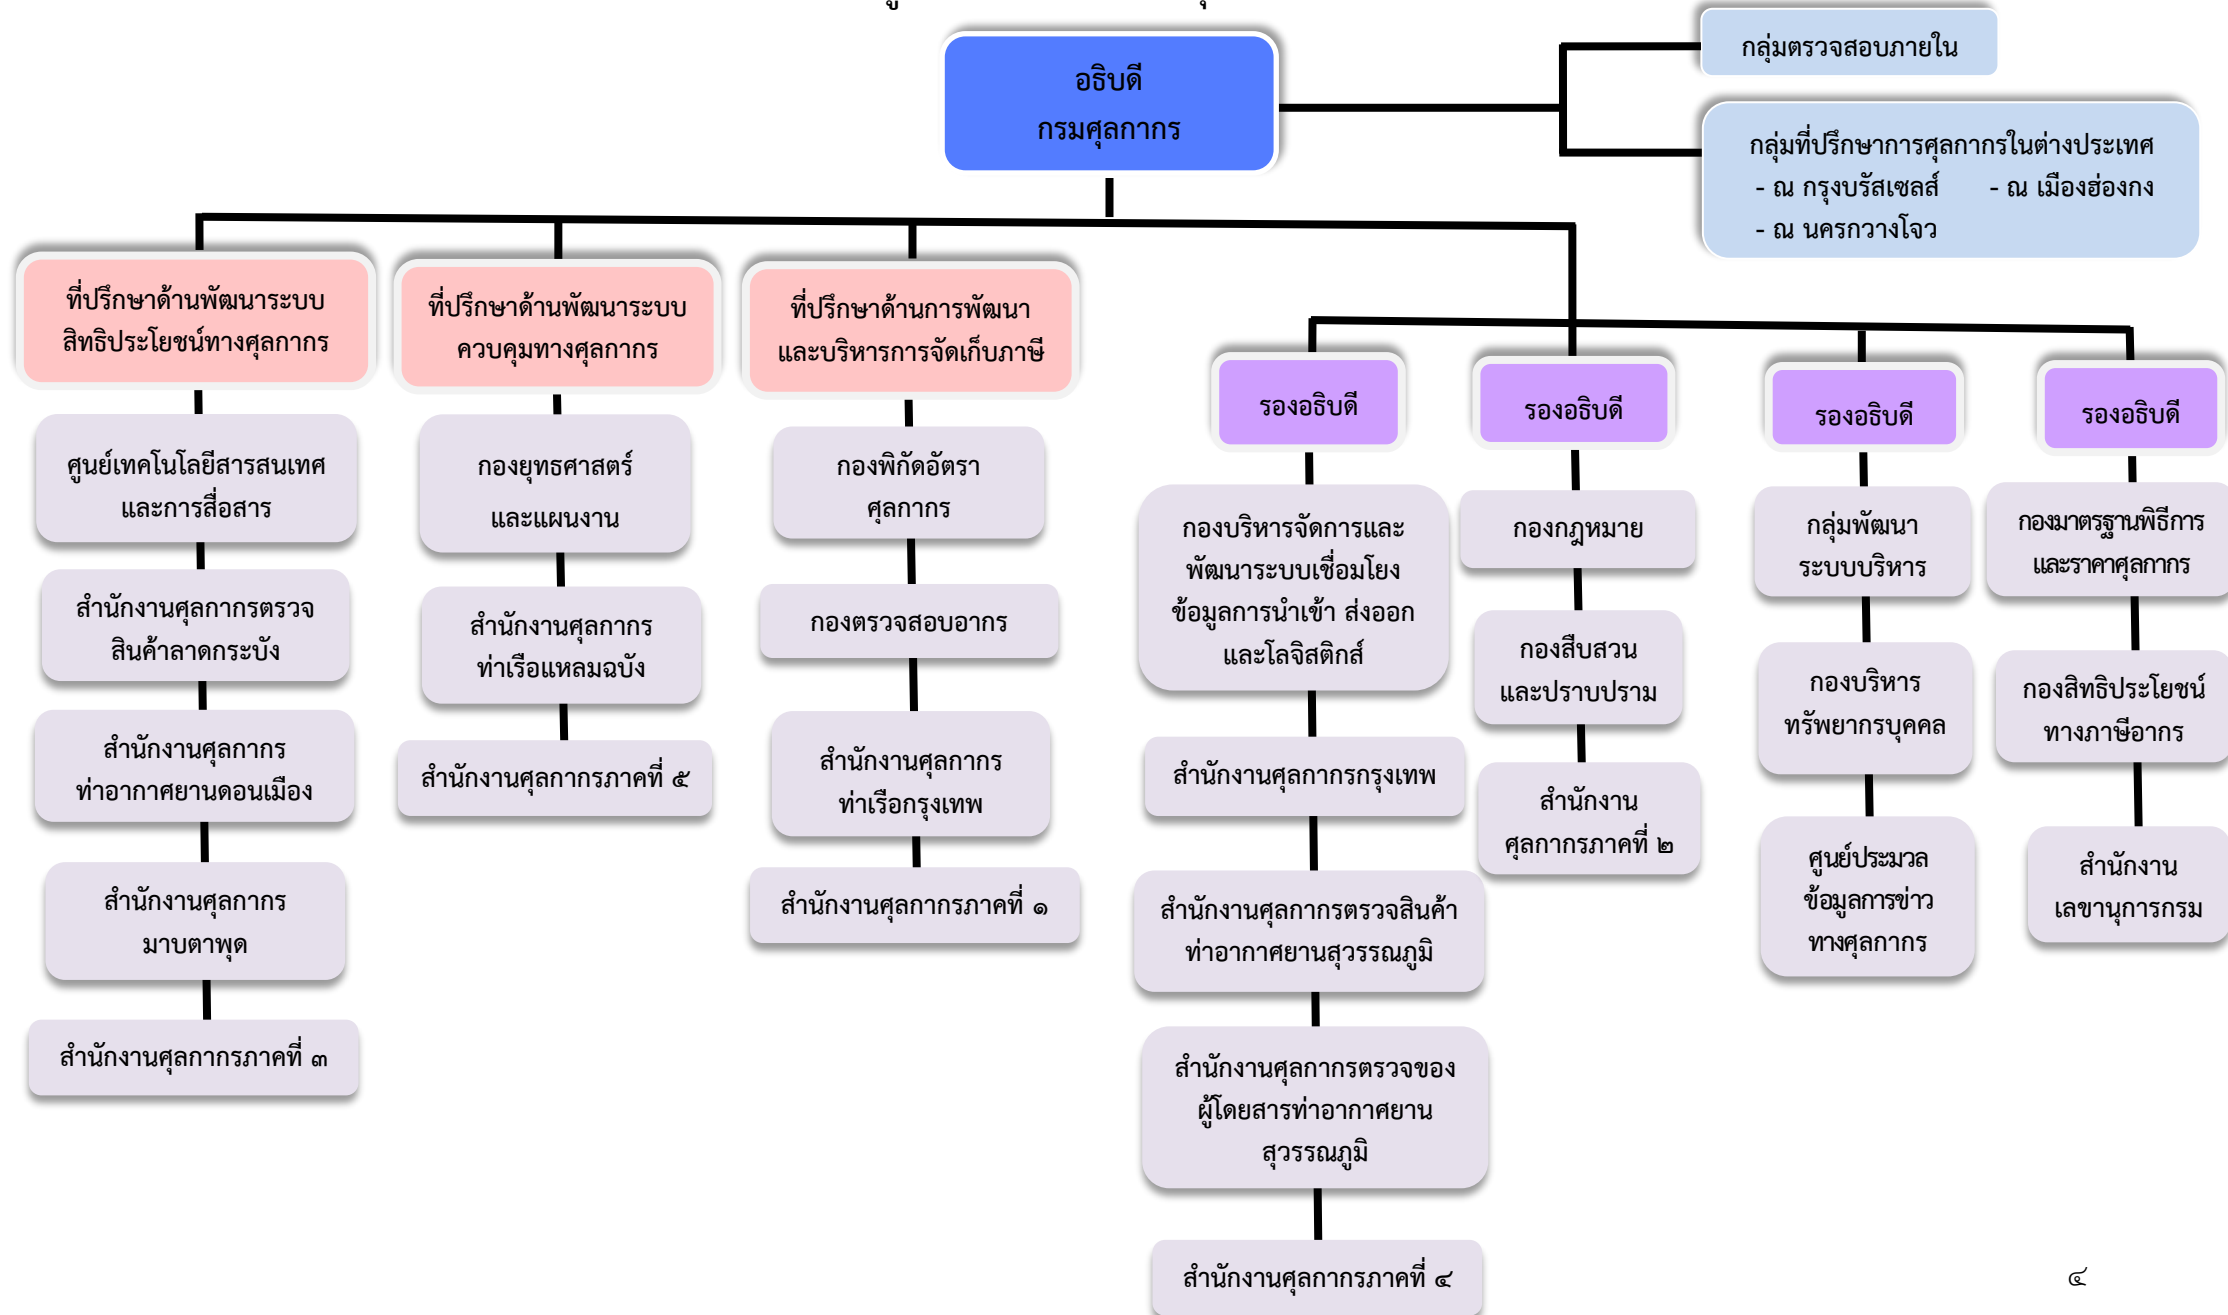 อธิบดี
กรมศุลกากร
กลุ่มตรวจสอบภายใน
กลุ่มที่ปรึกษาการศุลกากรในต่างประเทศ
- ณ กรุงบรัสเซลส์ - ณ เมืองฮ่องกง
- ณ นครกวางโจว
ที่ปรึกษาด้านพัฒนาระบบ
สิทธิประโยชน์ทางศุลกากร
ศูนย์เทคโนโลยีสารสนเทศ
และการสื่อสาร
สำนักงานศุลกากรตรวจ
สินค้าลาดกระบัง
สำนักงานศุลกากร
ท่าอากาศยานดอนเมือง
สำนักงานศุลกากร
มาบตาพุด
สำนักงานศุลกากรภาคที่ ๓
ที่ปรึกษาด้านพัฒนาระบบ
ควบคุมทางศุลกากร
กองยุทธศาสตร์
และแผนงาน
สำนักงานศุลกากร
ท่าเรือแหลมฉบัง
สำนักงานศุลกากรภาคที่ ๕
ที่ปรึกษาด้านการพัฒนา
และบริหารการจัดเก็บภาษี
กองพิกัดอัตรา
ศุลกากร
กองตรวจสอบอากร
สำนักงานศุลกากร
ท่าเรือกรุงเทพ
สำนักงานศุลกากรภาคที่ ๑
รองอธิบดี
กองบริหารจัดการและ
พัฒนาระบบเชื่อมโยง
ข้อมูลการนำเข้า ส่งออก
และโลจิสติกส์
สำนักงานศุลกากรกรุงเทพ
สำนักงานศุลกากรตรวจสินค้า
ท่าอากาศยานสุวรรณภูมิ
สำนักงานศุลกากรตรวจของ
ผู้โดยสารท่าอากาศยาน
สุวรรณภูมิ
สำนักงานศุลกากรภาคที่ ๔
รองอธิบดี
กองกฎหมาย
กองสืบสวน
และปราบปราม
สำนักงาน
ศุลกากรภาคที่ ๒
รองอธิบดี
กลุ่มพัฒนา
ระบบบริหาร
กองบริหาร
ทรัพยากรบุคคล
ศูนย์ประมวล
ข้อมูลการข่าว
ทางศุลกากร
รองอธิบดี
กองมาตรฐานพิธีการ
และราคาศุลกากร
กองสิทธิประโยชน์
ทางภาษีอากร
สำนักงาน
เลขานุการกรม
๔